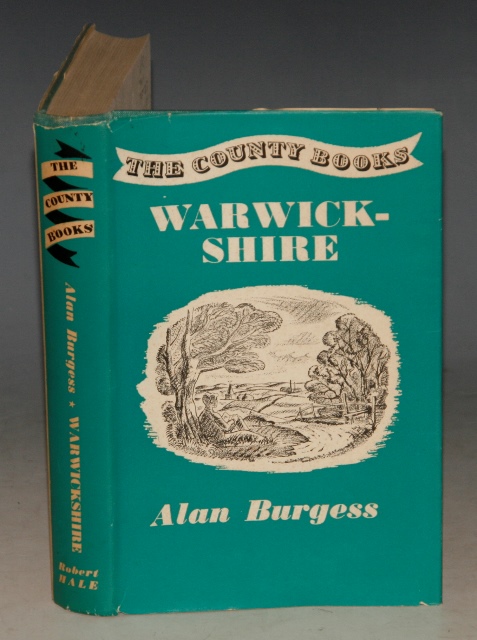 THE COUNTY BOOKS
WARWICK-
SHIRE
Alan Burgess
THE
COUNTY
BOOKS
Alan Burgess * WARWICKSHIRE
Robert
HALE